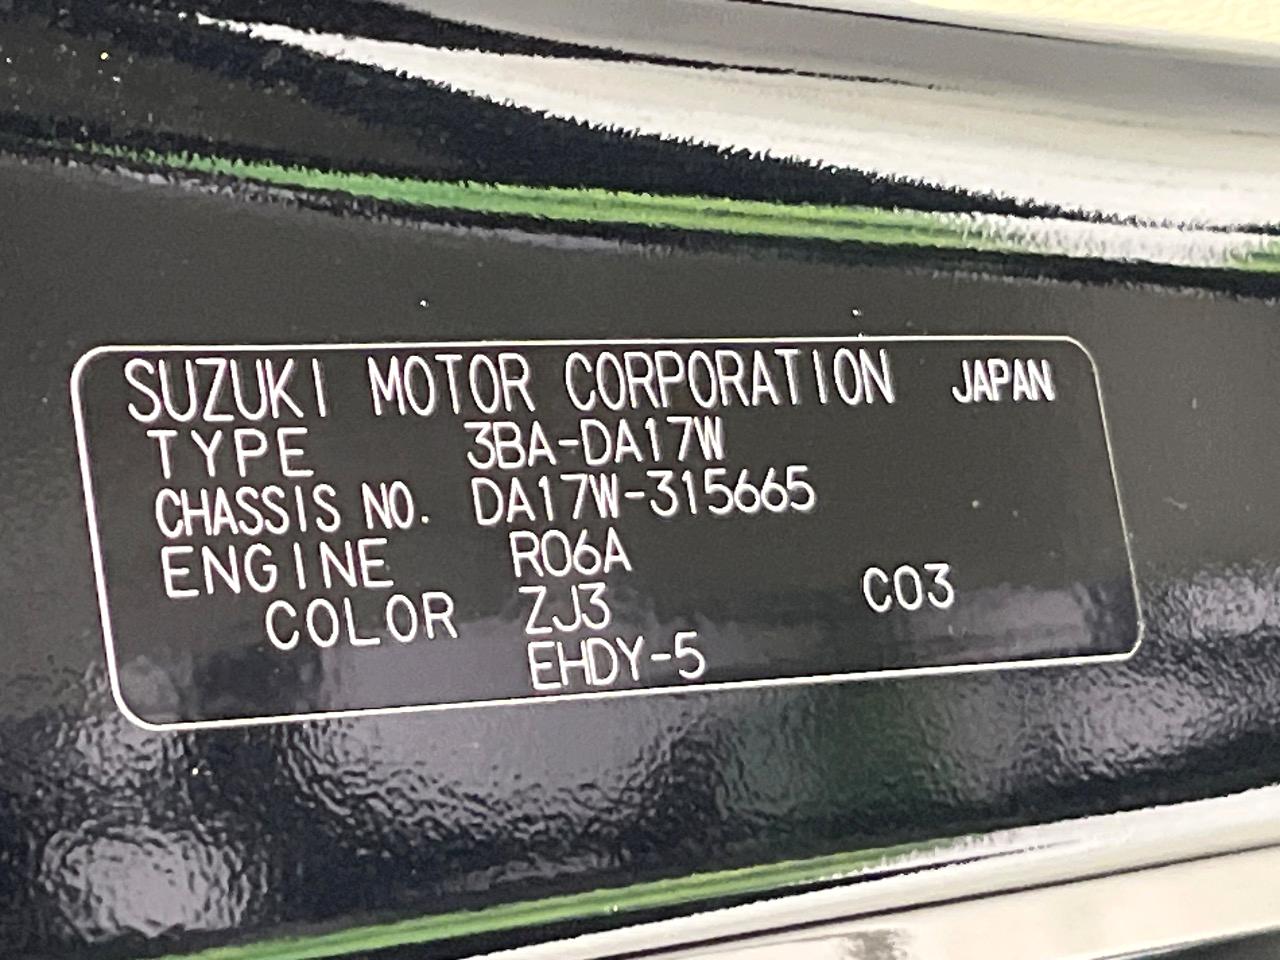 SUZUKI MOTOR CORPORATION JAPAN
TYPE 3BA-DA17W
CHASSIS NO. DA17W-315665
ENGINE R06A
COLOR ZJ3 C03
EHDY-5